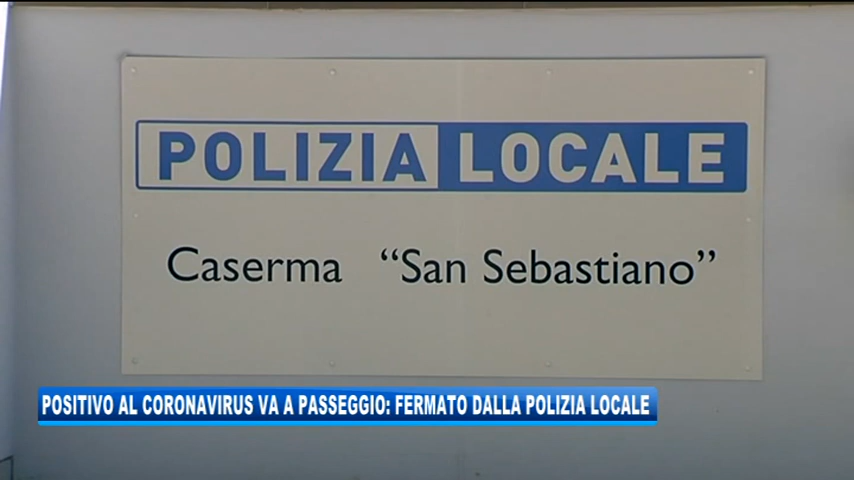 POLIZIA LOCALE
Caserma “San Sebastiano”
POSITIVO AL CORONAVIRUS VA A PASSEGGIO: FERMATO DALLA POLIZIA LOCALE